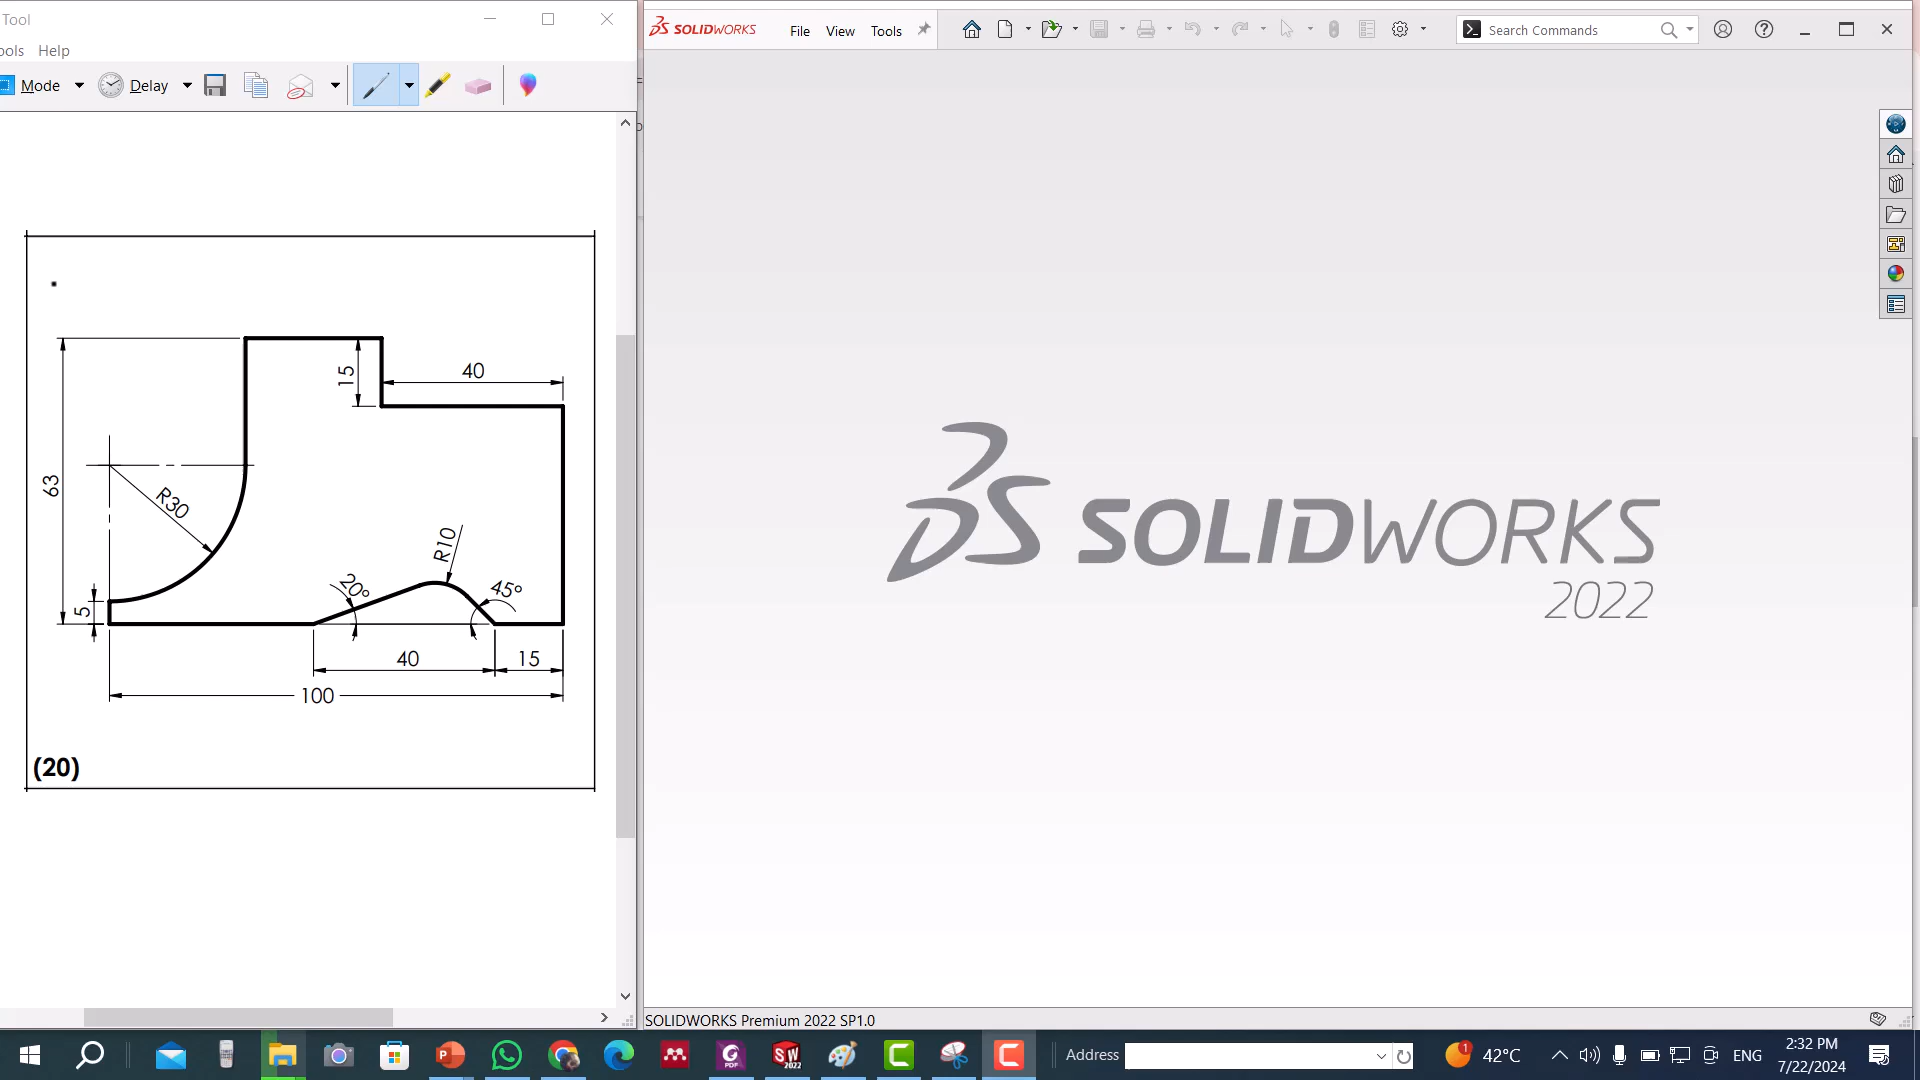 Tool
ools Help
Mode Delay
63
15
40
R30
5
20°
R10
45°
40
15
100
(20)
SOLIDWORKS File View Tools
Search Commands
SOLIDWORKS
2022
SOLIDWORKS Premium 2022 SP1.0
Address
42°C
ENG
2:32 PM
7/22/2024